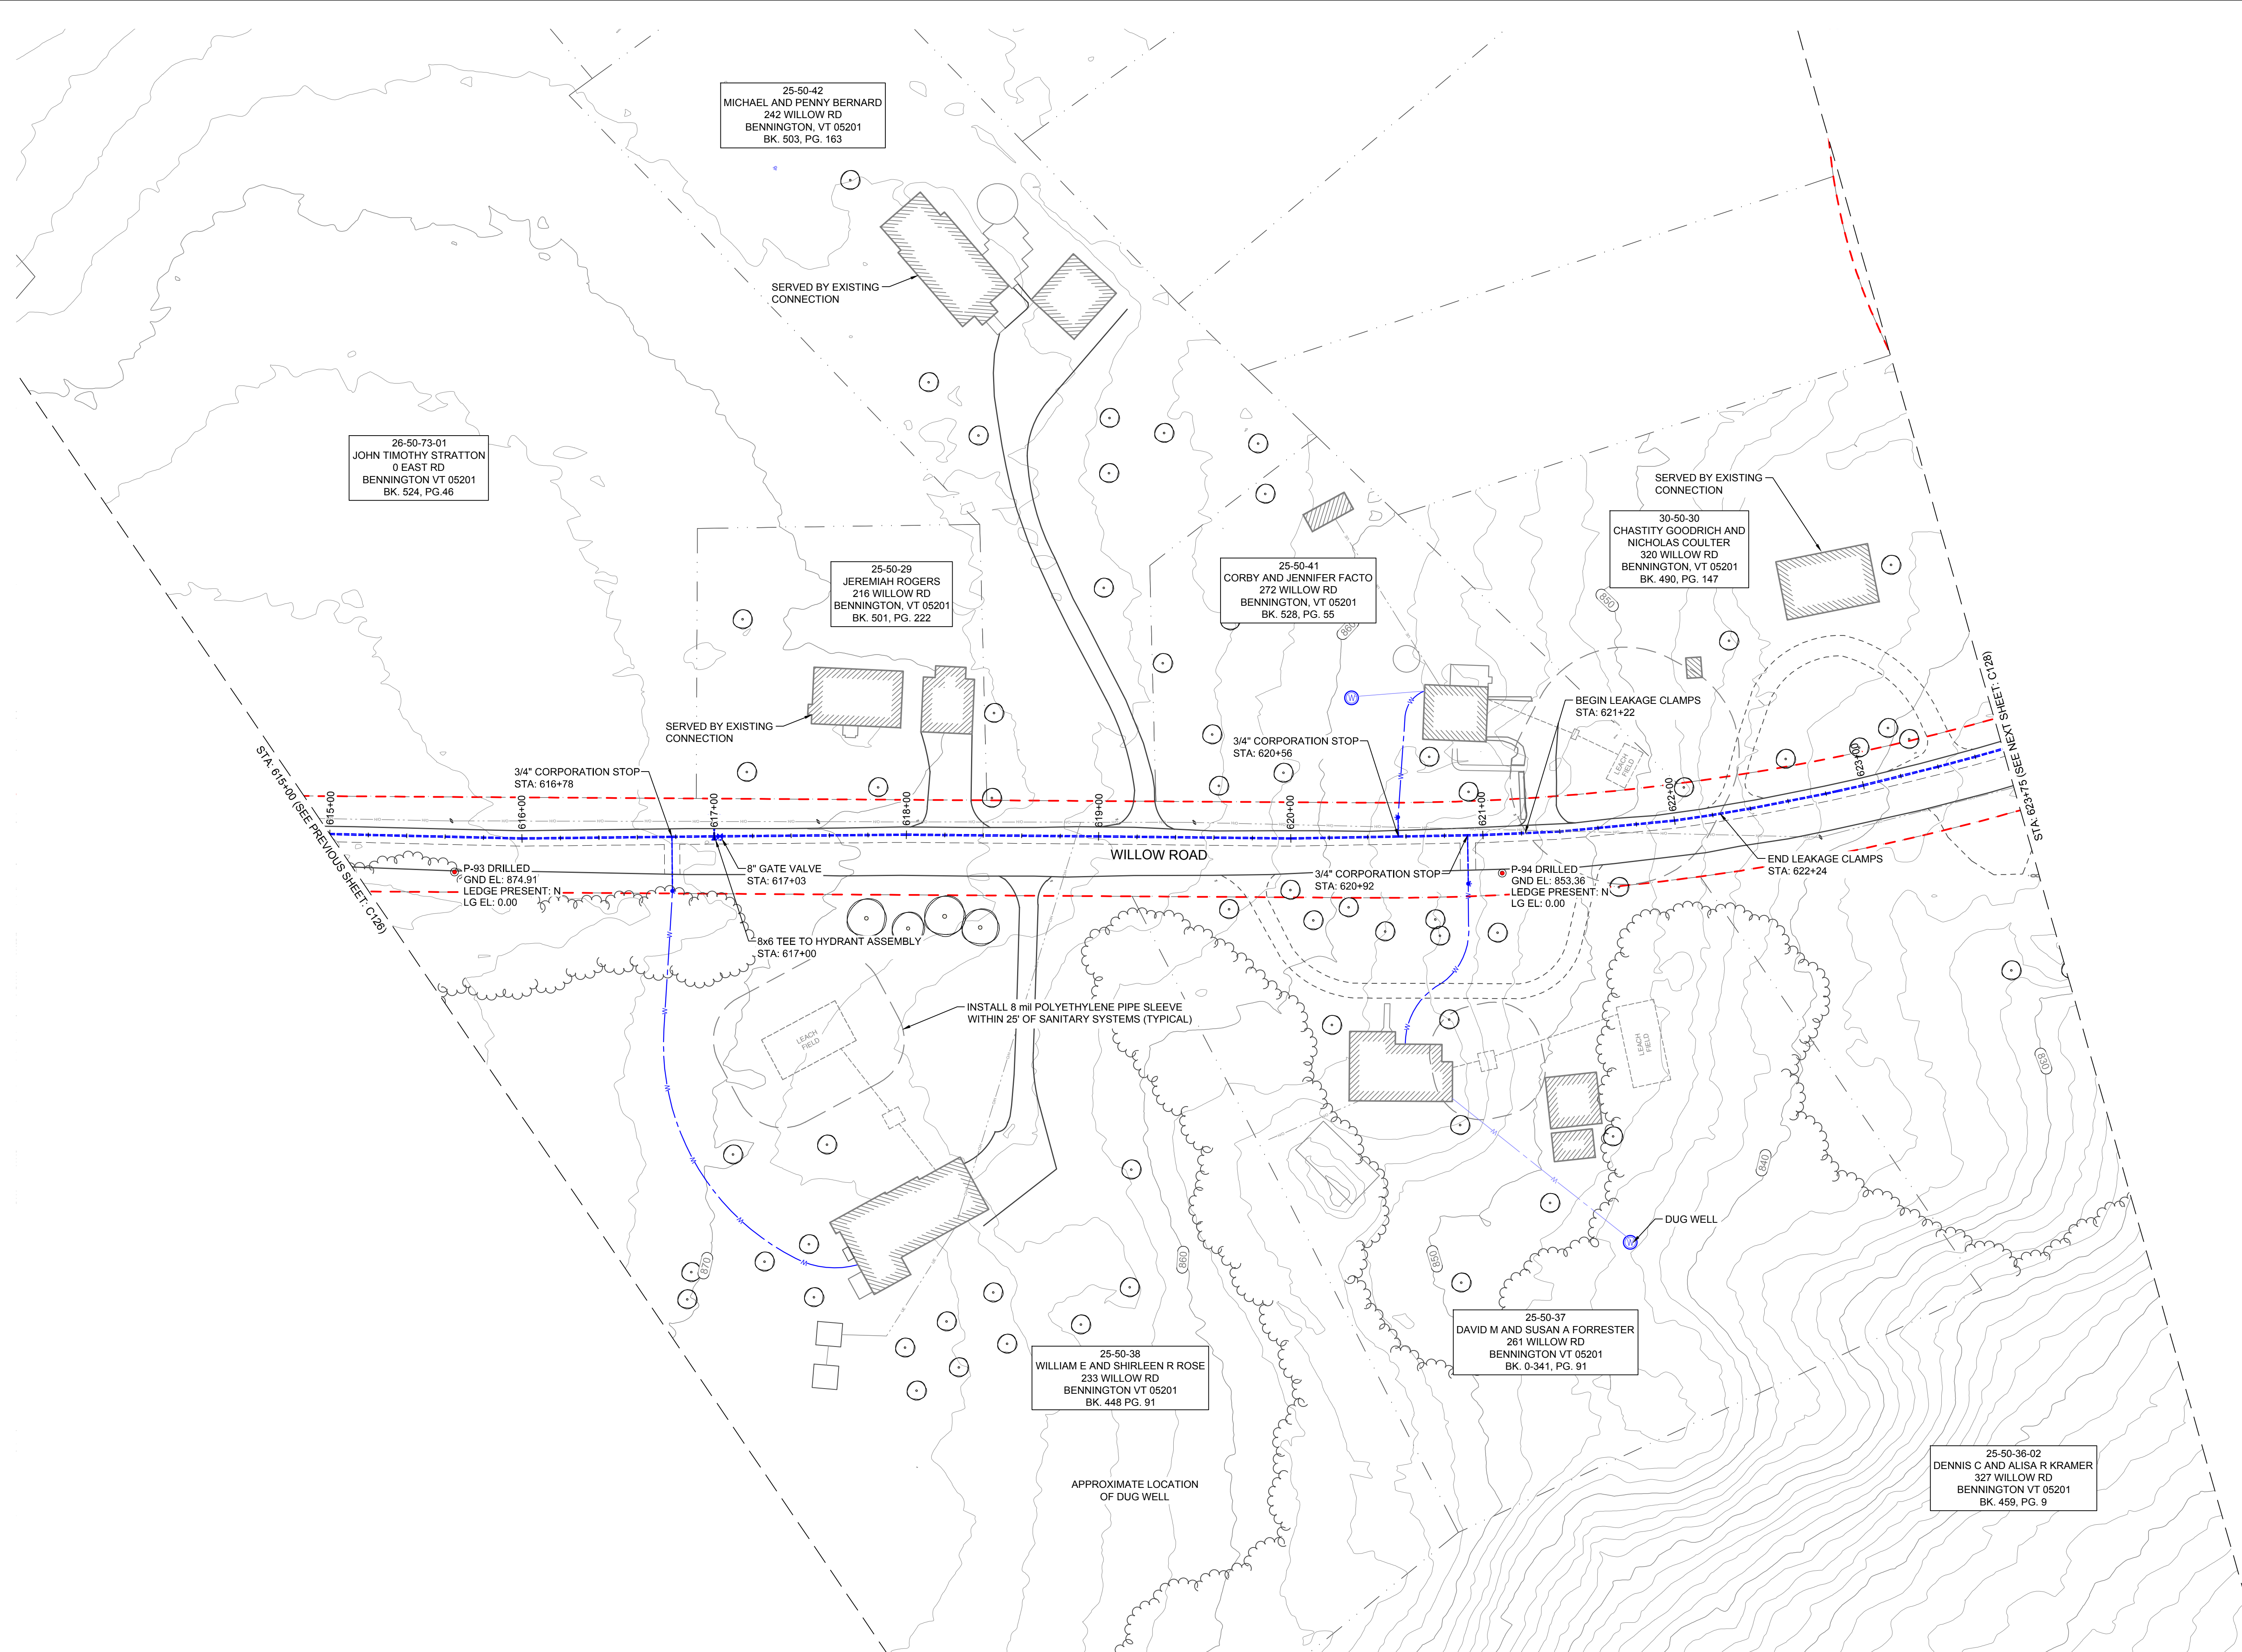 25-50-42
MICHAEL AND PENNY BERNARD
242 WILLOW RD
BENNINGTON, VT 05201
BK. 503, PG. 163
SERVED BY EXISTING
CONNECTION
26-50-73-01
JOHN TIMOTHY STRATTON
0 EAST RD
BENNINGTON VT 05201
BK. 524, PG.46
SERVED BY EXISTING
CONNECTION
30-50-30
CHASTITY GOODRICH AND
NICHOLAS COULTER
320 WILLOW RD
BENNINGTON, VT 05201
BK. 490, PG. 147
25-50-29
JEREMIAH ROGERS
216 WILLOW RD
BENNINGTON, VT 05201
BK. 501, PG. 222
25-50-41
CORBY AND JENNIFER FACTO
272 WILLOW RD
BENNINGTON, VT 05201
BK. 528, PG. 55
850
860
W
BEGIN LEAKAGE CLAMPS
STA: 621+22
SERVED BY EXISTING
CONNECTION
3/4" CORPORATION STOP
STA: 620+56
LEACH
FIELD
3/4" CORPORATION STOP
STA: 616+78
STA: 615+00 (SEE PREVIOUS SHEET: C126)
615+00
616+00
617+00
618+00
619+00
620+00
621+00
622+00
623+00
STA: 623+75 (SEE NEXT SHEET: C128)
WILLOW ROAD
P-93 DRILLED
GND EL: 874.91
LEDGE PRESENT: N
LG EL: 0.00
8" GATE VALVE
STA: 617+03
3/4" CORPORATION STOP
STA: 620+92
P-94 DRILLED
GND EL: 853.36
LEDGE PRESENT: N
LG EL: 0.00
END LEAKAGE CLAMPS
STA: 622+24
8x6 TEE TO HYDRANT ASSEMBLY
STA: 617+00
INSTALL 8 mil POLYETHYLENE PIPE SLEEVE
WITHIN 25' OF SANITARY SYSTEMS (TYPICAL)
LEACH
FIELD
LEACH
FIELD
830
840
DUG WELL
W
870
860
850
25-50-37
DAVID M AND SUSAN A FORRESTER
261 WILLOW RD
BENNINGTON VT 05201
BK. 0-341, PG. 91
25-50-38
WILLIAM E AND SHIRLEEN R ROSE
233 WILLOW RD
BENNINGTON VT 05201
BK. 448 PG. 91
APPROXIMATE LOCATION
OF DUG WELL
25-50-36-02
DENNIS C AND ALISA R KRAMER
327 WILLOW RD
BENNINGTON VT 05201
BK. 459, PG. 9